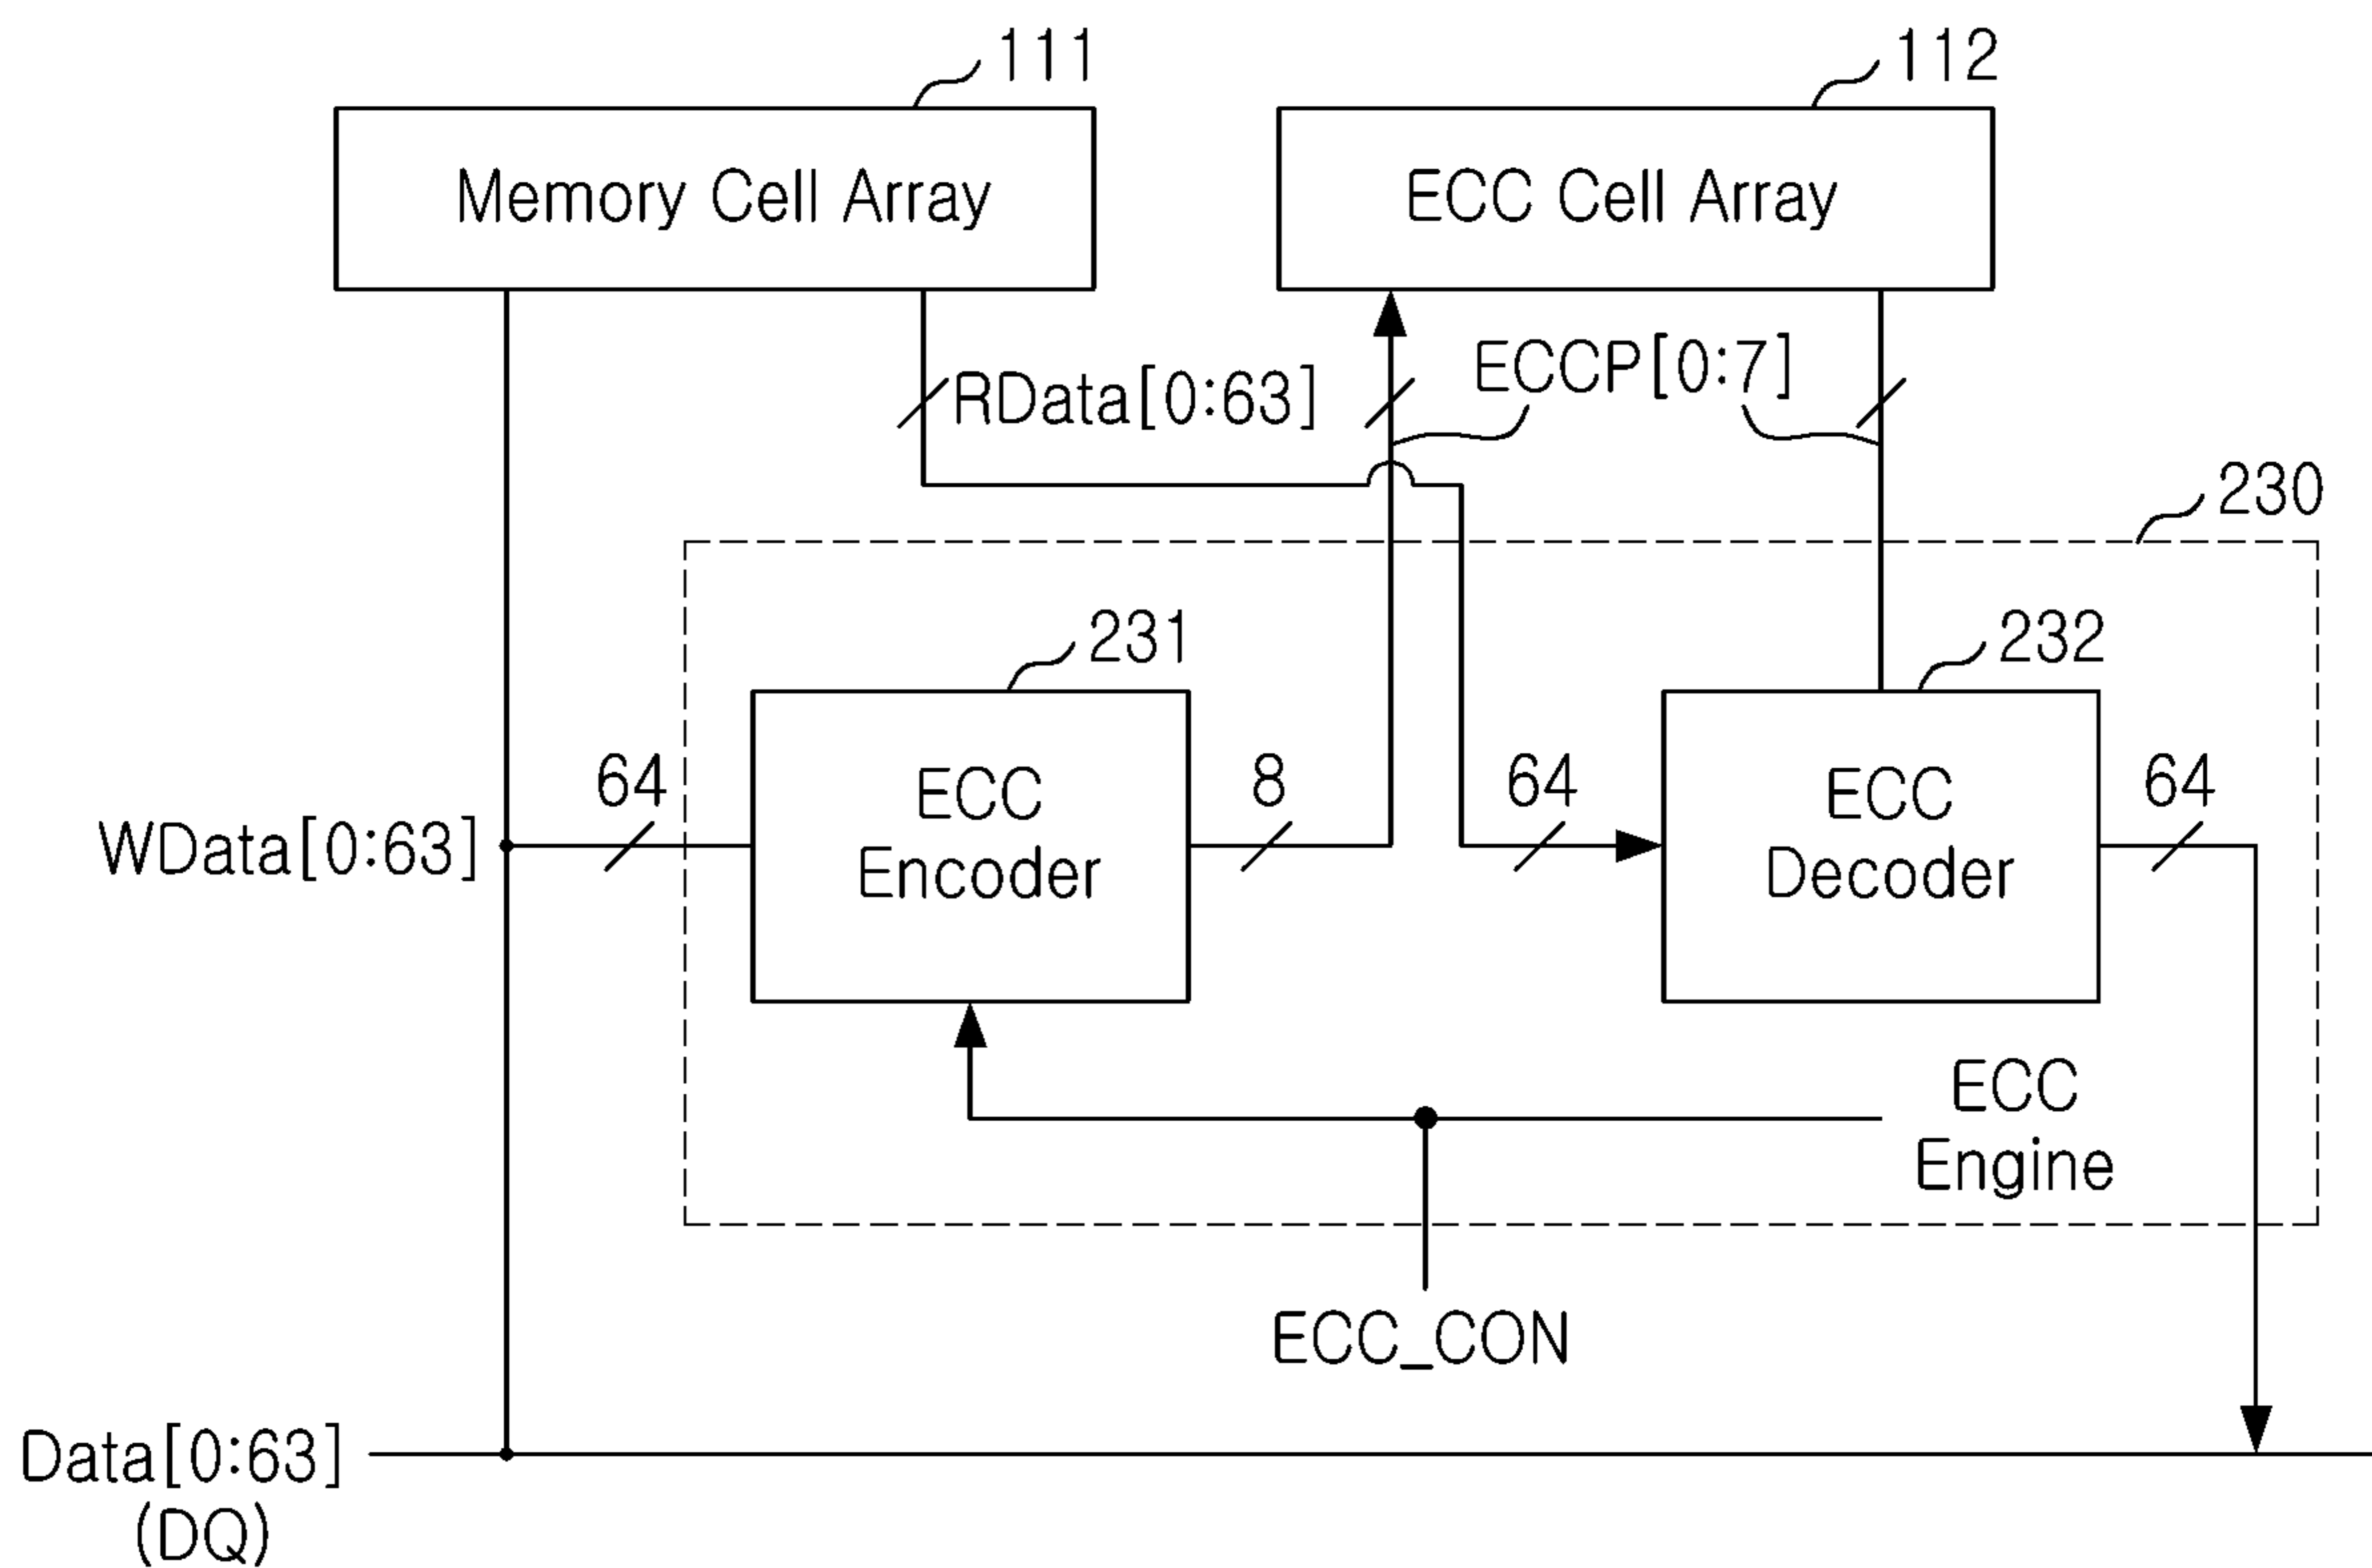 111
112
Memory Cell Array
ECC Cell Array
RData[0:63]
ECCP[0:7]
230
231
232
64
8
64
64
WData[0:63]
ECC
Encoder
ECC
Decoder
ECC
Engine
ECC_CON
Data[0:63]
(DQ)